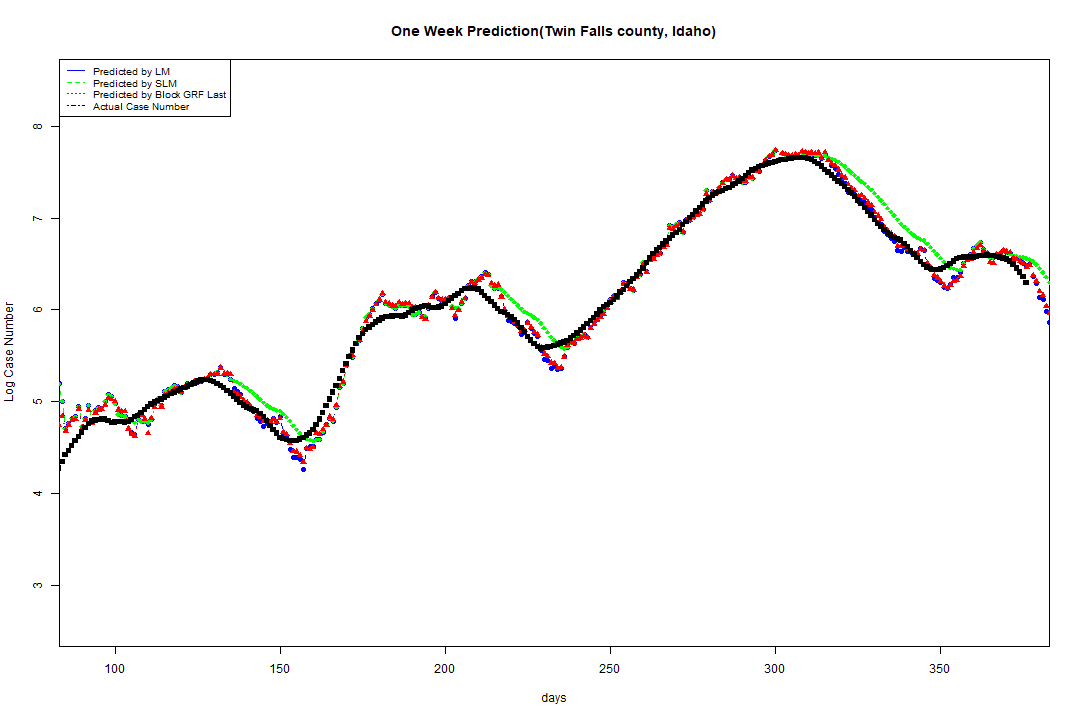 One Week Prediction(Twin Falls county, Idaho)
Predicted by LM
Predicted by SLM
Predicted by Block GRF Last
Actual Case Number
Log Case Number
8
7
6
5
4
3
100 150 200 250 300 350
days